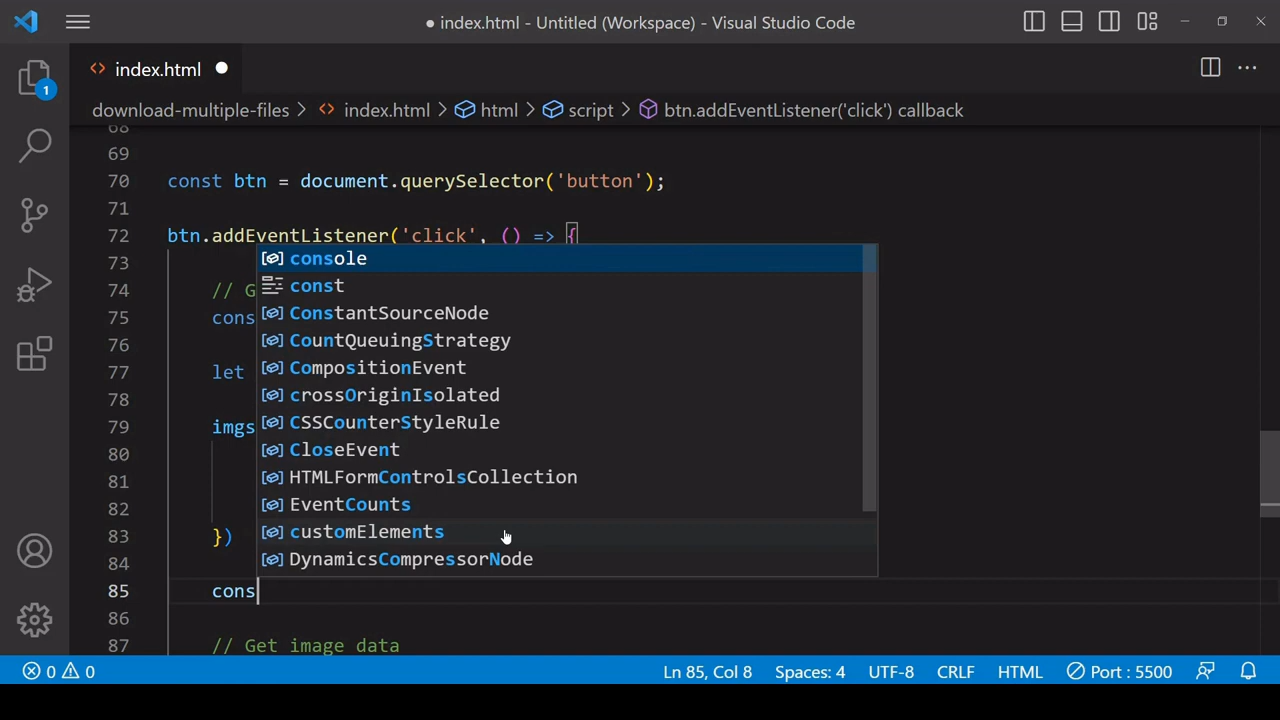 ● index.html - Untitled (Workspace) - Visual Studio Code
index.html
1
download-multiple-files > index.html > html > script > btn.addEventListener('click') callback
68
69
70 const btn = document.querySelector('button');
71
72 btn.addEventListener('click', () => {
73
console
74 // G
const
75 cons
ConstantSourceNode
76
CountQueuingStrategy
77 let
CompositionEvent
78
crossOriginIsolated
79 imgs
CSSCounterStyleRule
80
CloseEvent
81
HTMLFormControlsCollection
82
EventCounts
83 })
customElements
84
DynamicsCompressorNode
85 cons
86
87 // Get image data
0 0 Ln 85, Col 8 Spaces: 4 UTF-8 CRLF HTML Port : 5500